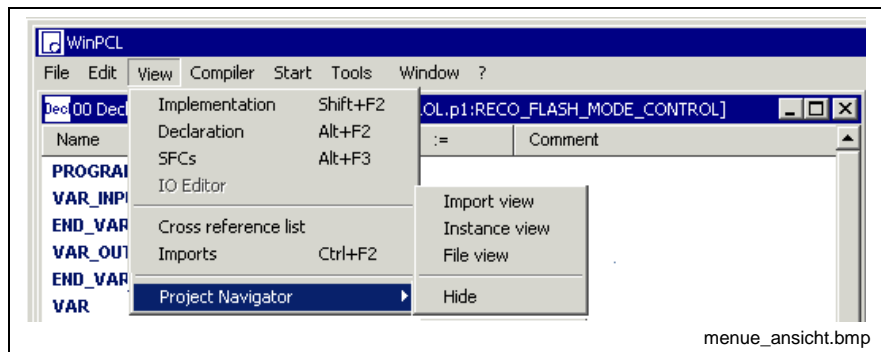 WinPCL
File Edit View Compiler Start Tools Window ?
00 Decl OL.p1:RECO_FLASH_MODE_CONTROL]
Name := Comment
Implementation Shift+F2
Declaration Alt+F2
SFCs Alt+F3
IO Editor
Cross reference list
Imports Ctrl+F2
Project Navigator
Import view
Instance view
File view
Hide
PROGRAI
VAR_INP
END_VAR
VAR_OUT
END_VAR
VAR
menue_ansicht.bmp